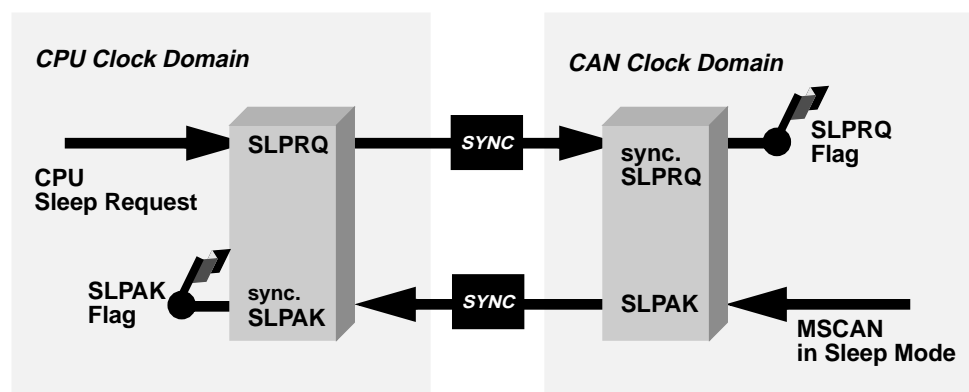 CPU Clock Domain
CAN Clock Domain
SLPRQ
SYNC
sync.
SLPRQ
SLPRQ
Flag
CPU
Sleep Request
SLPAK
Flag
sync.
SLPAK
SYNC
SLPAK
MSCAN
in Sleep Mode